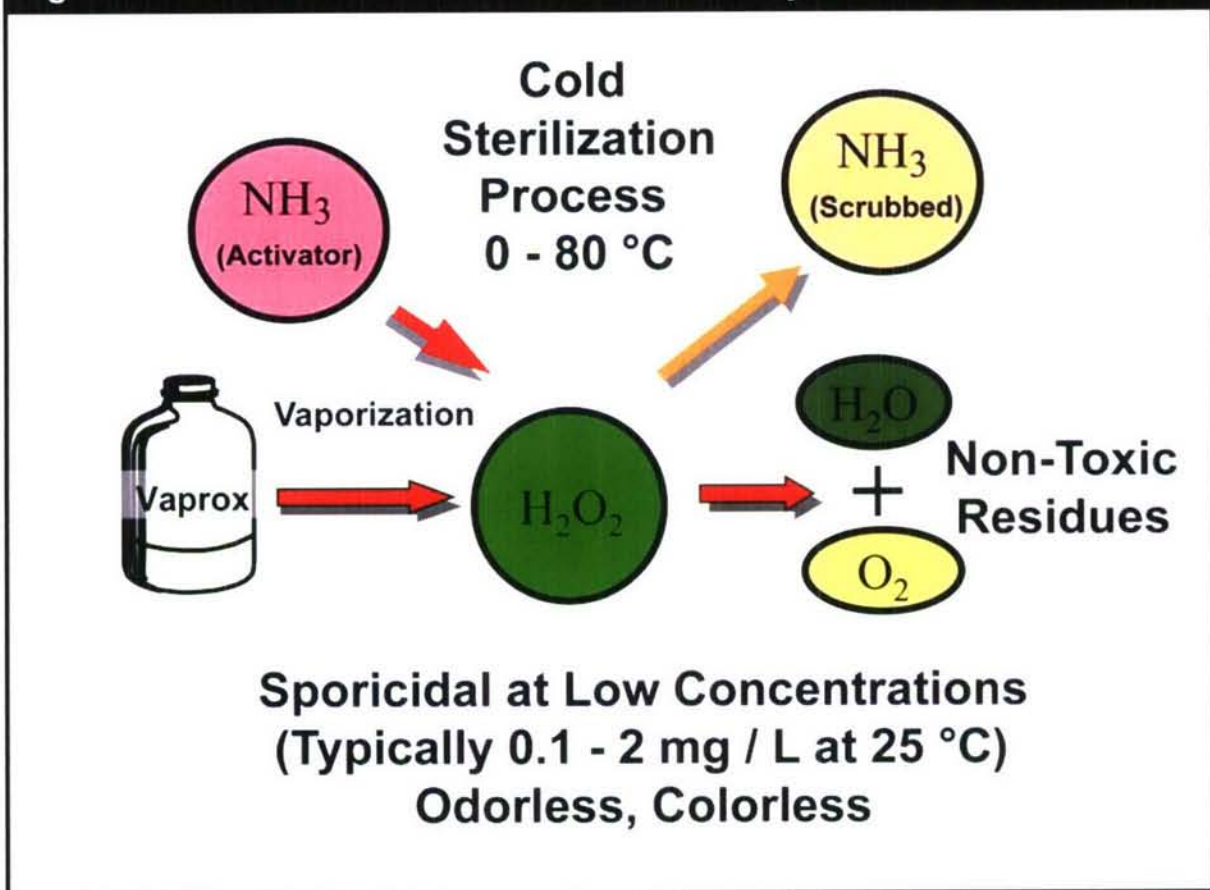 Cold
Sterilization
Process
0 - 80 °C
NH₃
(Activator)
NH₃
(Scrubbed)
Vaporization
Vaprox
H₂O₂
H₂O
+
O₂
Non-Toxic
Residues
Sporicidal at Low Concentrations
(Typically 0.1 - 2 mg / L at 25 °C)
Odorless, Colorless